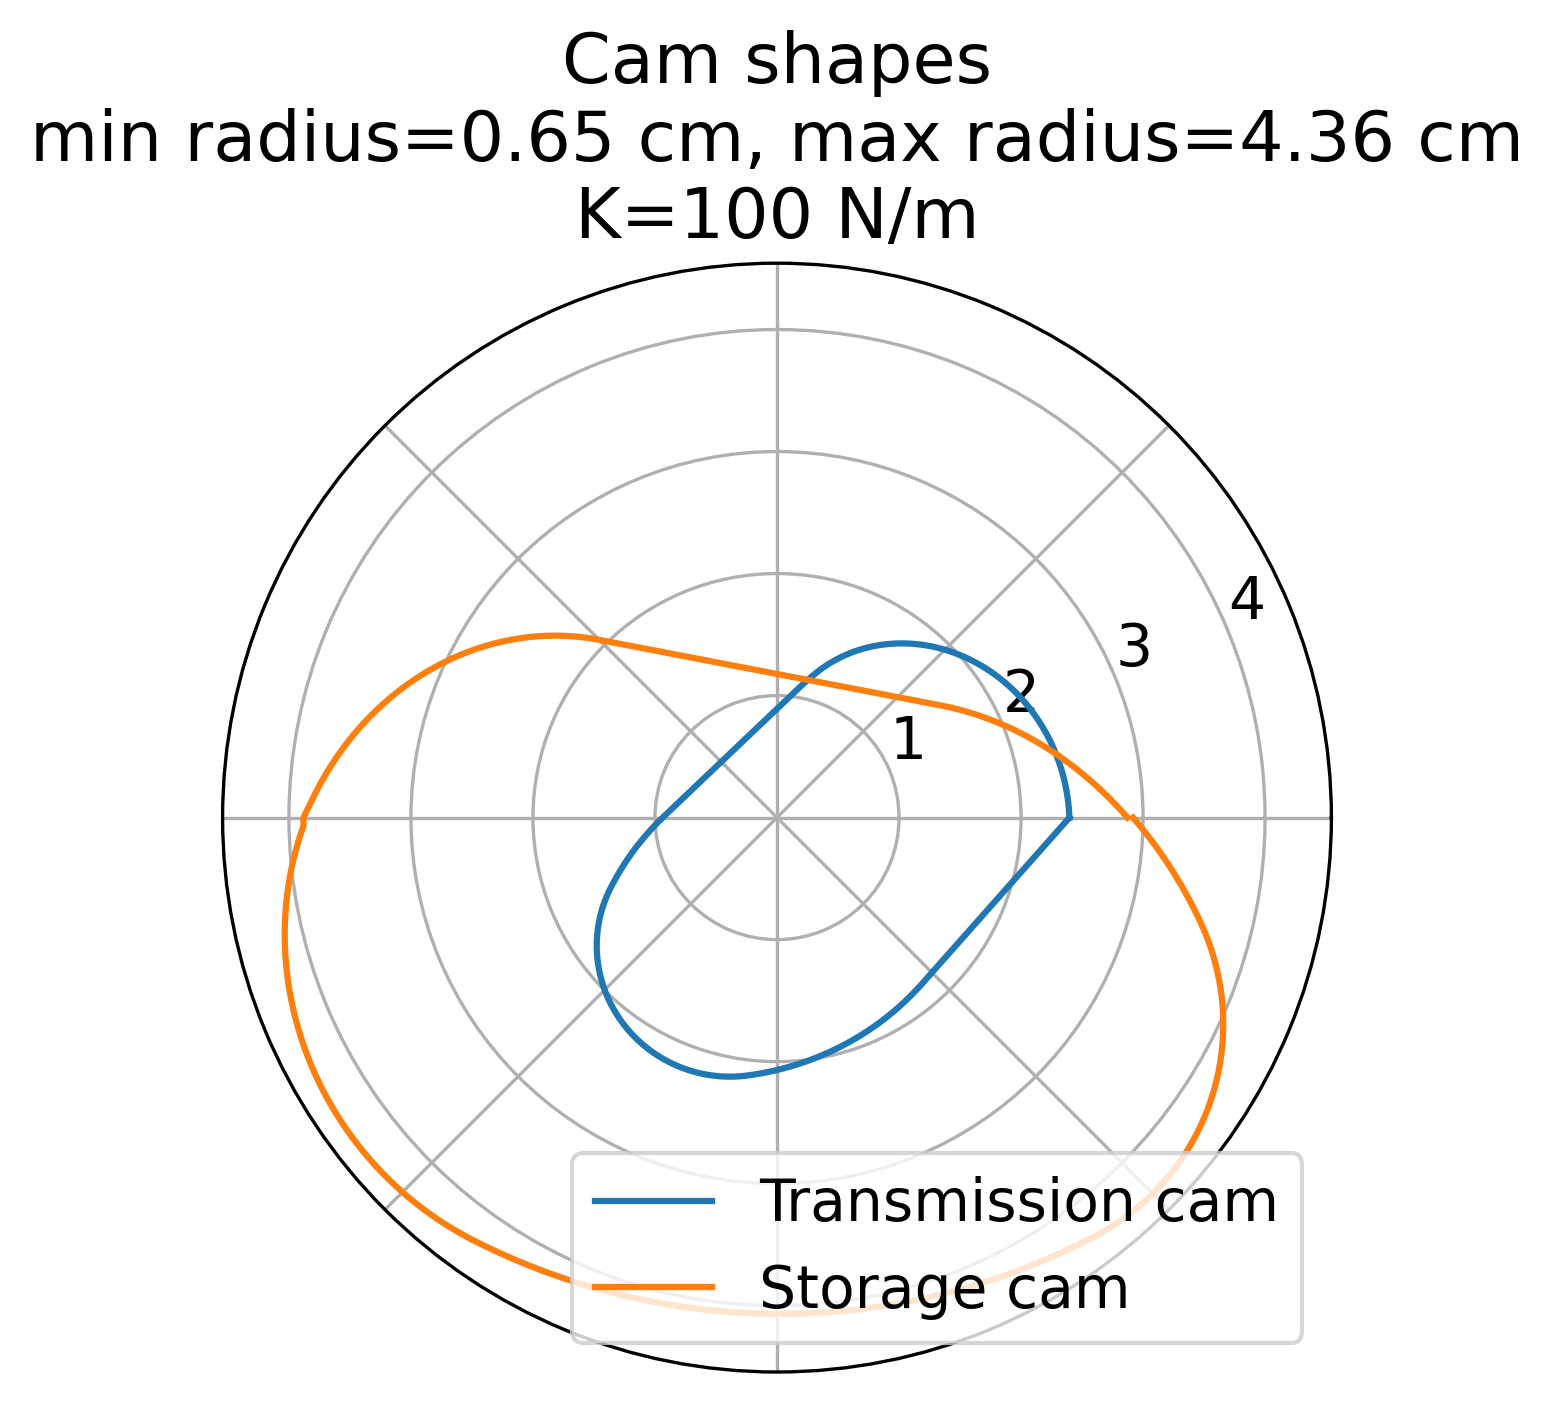 Cam shapes
min radius=0.65 cm, max radius=4.36 cm
K=100 N/m
4
3
2
1
Transmission cam
Storage cam